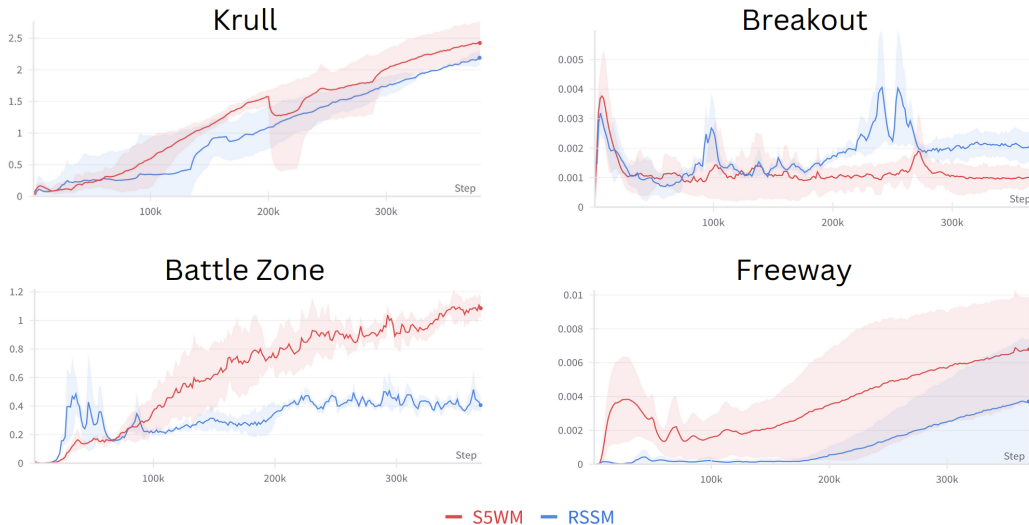 Krull
2.5
2
1.5
1
0.5
0
100k
200k
300k
Step
Breakout
0.005
0.004
0.003
0.002
0.001
0
100k
200k
300k
Step
Battle Zone
1.2
1
0.8
0.6
0.4
0.2
0
100k
200k
300k
Step
Freeway
0.01
0.008
0.006
0.004
0.002
0
100k
200k
300k
Step
S5WM RSSM